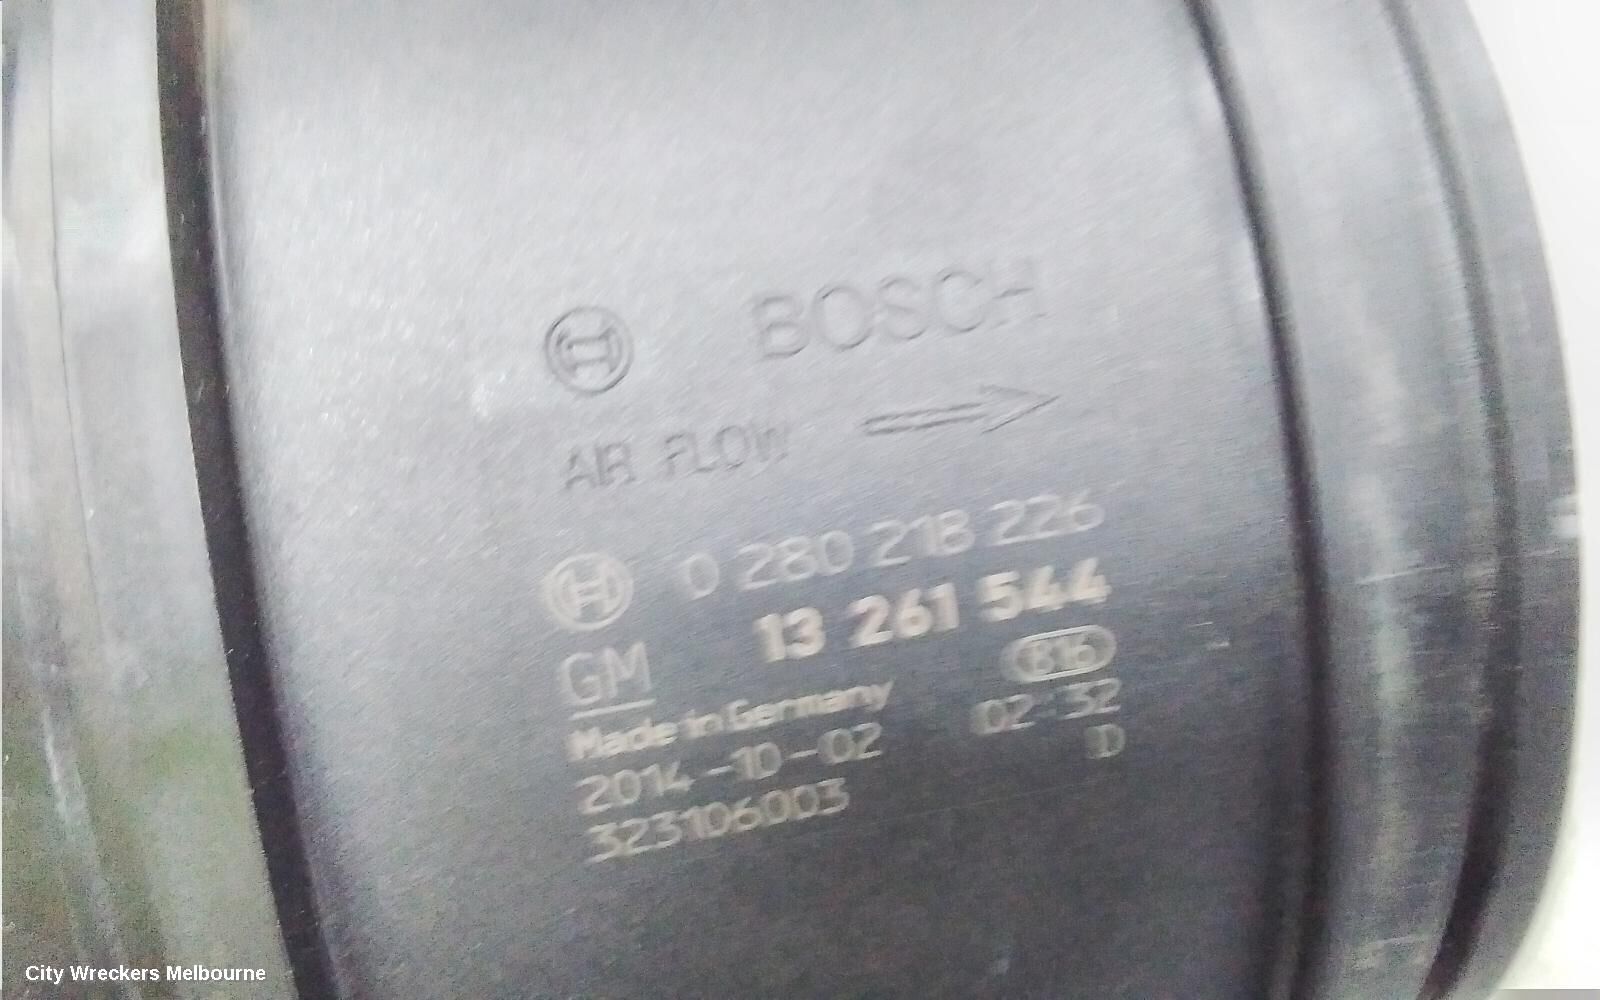 BOSCH
AIR FLOW
0 280 218 226
13 261 544
GM
B16
Made in Germany
2014-10-02 02:32
323106003 D
City Wreckers Melbourne